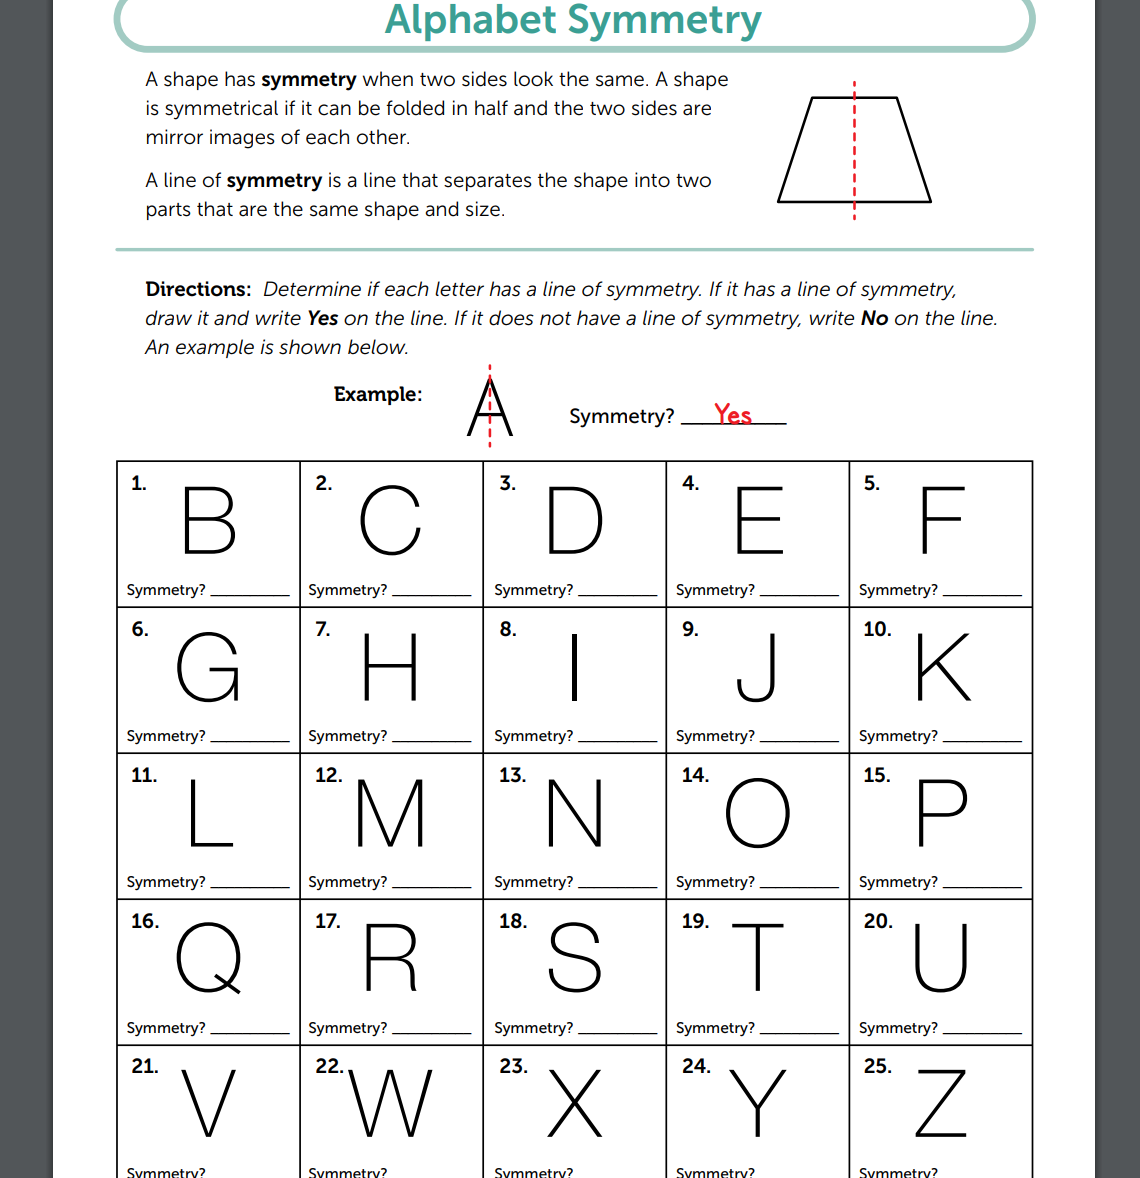 Alphabet Symmetry
A shape has symmetry when two sides look the same. A shape
is symmetrical if it can be folded in half and the two sides are
mirror images of each other.
A line of symmetry is a line that separates the shape into two
parts that are the same shape and size.
Directions: Determine if each letter has a line of symmetry. If it has a line of symmetry,
draw it and write Yes on the line. If it does not have a line of symmetry, write No on the line.
An example is shown below.
Example: A Symmetry? Yes
1. B 2. C 3. D 4. E 5. F
Symmetry? Symmetry? Symmetry? Symmetry? Symmetry?
6. G 7. H 8. I 9. J 10. K
Symmetry? Symmetry? Symmetry? Symmetry? Symmetry?
11. L 12. M 13. N 14. O 15. P
Symmetry? Symmetry? Symmetry? Symmetry? Symmetry?
16. Q 17. R 18. S 19. T 20. U
Symmetry? Symmetry? Symmetry? Symmetry? Symmetry?
21. V 22. W 23. X 24. Y 25. Z
Symmetry? Symmetry? Symmetry? Symmetry? Symmetry?